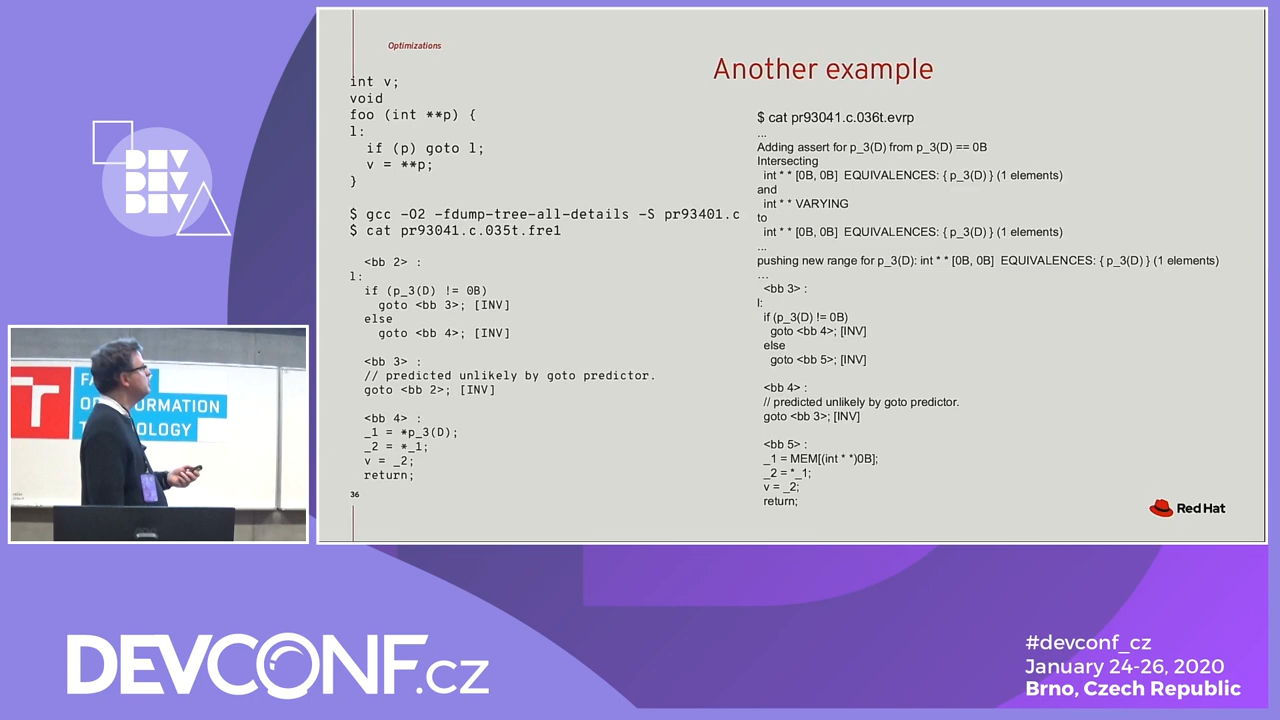 Optimizations
Another example
int v;
void
foo (int **p) {
l:
if (p) goto l;
v = **p;
}
$ gcc -O2 -fdump-tree-all-details -S pr93401.c
$ cat pr93041.c.035t.fre1
<bb 2> :
l:
if (p_3(D) != 0B)
goto <bb 3>; [INV]
else
goto <bb 4>; [INV]
<bb 3> :
// predicted unlikely by goto predictor.
goto <bb 2>; [INV]
<bb 4> :
_1 = *p_3(D);
_2 = *_1;
v = _2;
return;
36
$ cat pr93041.c.036t.evrp
...
Adding assert for p_3(D) from p_3(D) == 0B
Intersecting
int * * [0B, 0B] EQUIVALENCES: { p_3(D) } (1 elements)
and
int * * VARYING
to
int * * [0B, 0B] EQUIVALENCES: { p_3(D) } (1 elements)
...
pushing new range for p_3(D): int * * [0B, 0B] EQUIVALENCES: { p_3(D) } (1 elements)
…
<bb 3> :
l:
if (p_3(D) != 0B)
goto <bb 4>; [INV]
else
goto <bb 5>; [INV]
<bb 4> :
// predicted unlikely by goto predictor.
goto <bb 3>; [INV]
<bb 5> :
_1 = MEM[(int * *)0B];
_2 = *_1;
v = _2;
return;
Red Hat
DEV
DEV
DEV
OF
TECHNOLOGY
DEVCONF.cz
#devconf_cz
January 24-26, 2020
Brno, Czech Republic